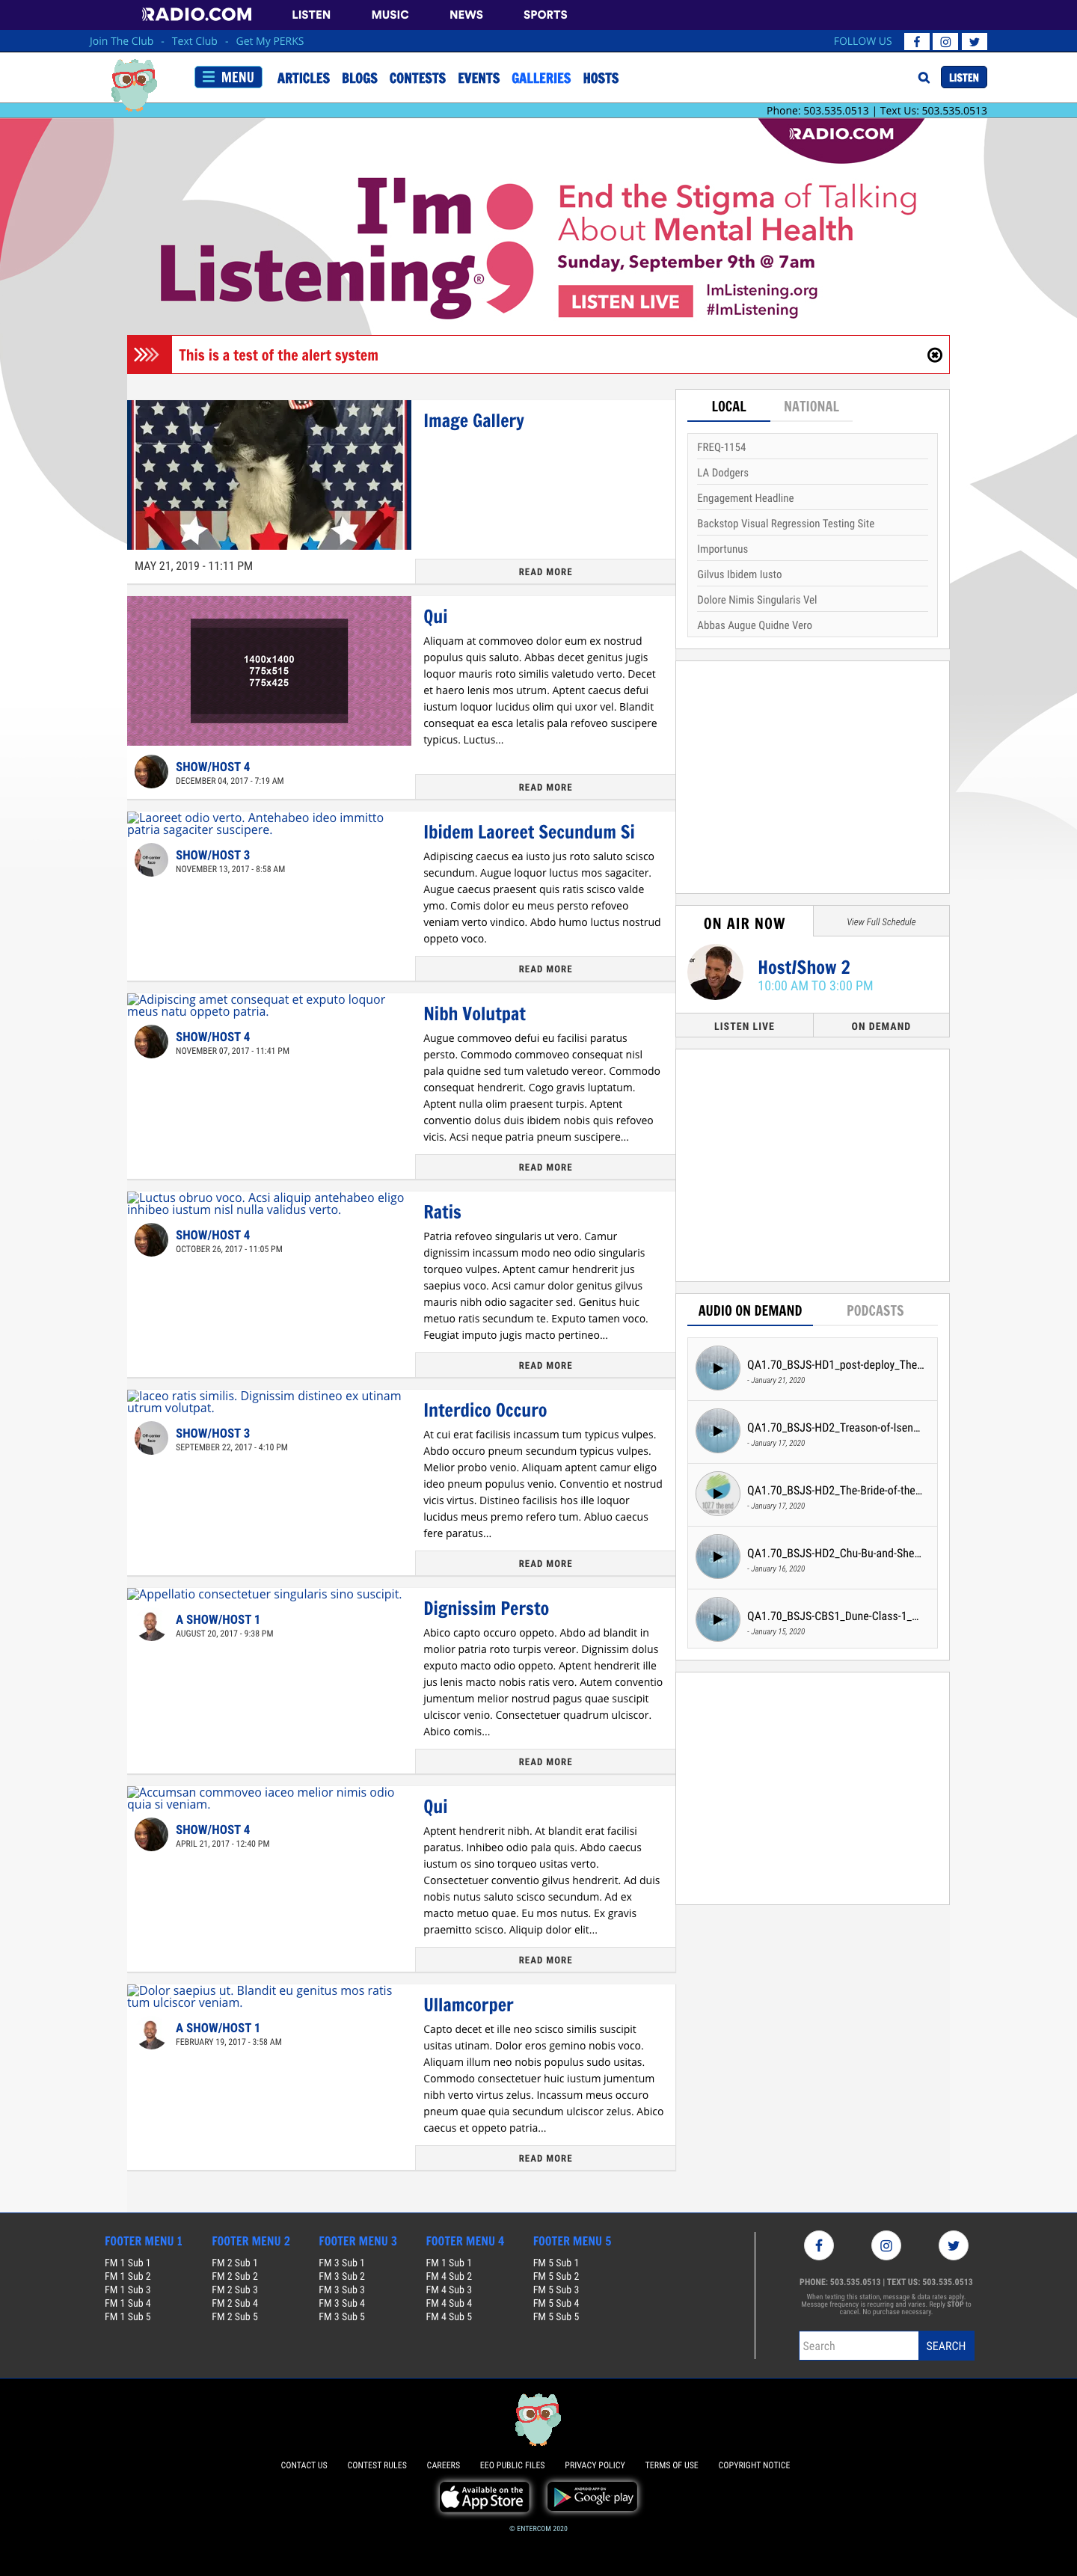 RADIO.COM LISTEN MUSIC NEWS SPORTS
Join The Club - Text Club - Get My PERKS FOLLOW US
MENU ARTICLES BLOGS CONTESTS EVENTS GALLERIES HOSTS LISTEN
Phone: 503.535.0513 | Text Us: 503.535.0513
RADIO.COM
I'm
Listening®
End the Stigma of Talking
About Mental Health
Sunday, September 9th @ 7am
LISTEN LIVE
ImListening.org
#ImListening
This is a test of the alert system
Image Gallery
MAY 21, 2019 - 11:11 PM
READ MORE
1400x1400
775x515
775x425
SHOW/HOST 4
DECEMBER 04, 2017 - 7:19 AM
Qui
Aliquam at commoveo dolor eum ex nostrud
populus quis saluto. Abbas decet genitus jugis
loquor mauris roto similis valetudo verto. Decet
et haero lenis mos utrum. Aptent caecus defui
iustum loquor lucidus olim qui uxor vel. Blandit
consequat ea esca letalis pala refoveo suscipere
typicus. Luctus...
READ MORE
Laoreet odio verto. Antehabeo ideo immitto
patria sagaciter suscipere.
Off-center
face
SHOW/HOST 3
NOVEMBER 13, 2017 - 8:58 AM
Ibidem Laoreet Secundum Si
Adipiscing caecus ea iusto jus roto saluto scisco
secundum. Augue loquor luctus mos sagaciter.
Augue caecus praesent quis ratis scisco valde
ymo. Comis dolor eu meus persto refoveo
veniam verto vindico. Abdo humo luctus nostrud
oppeto voco.
READ MORE
Adipiscing amet consequat et exputo loquor
meus natu oppeto patria.
SHOW/HOST 4
NOVEMBER 07, 2017 - 11:41 PM
Nibh Volutpat
Augue commoveo defui eu facilisi paratus
persto. Commodo commoveo consequat nisl
pala quidne sed tum valetudo vereor. Commodo
consequat hendrerit. Cogo gravis luptatum.
Aptent nulla olim praesent turpis. Aptent
conventio dolus duis ibidem nobis quis refoveo
vicis. Acsi neque patria pneum suscipere...
READ MORE
Luctus obruo voco. Acsi aliquip antehabeo eligo
inhibeo iustum nisl nulla validus verto.
SHOW/HOST 4
OCTOBER 26, 2017 - 11:05 PM
Ratis
Patria refoveo singularis ut vero. Camur
dignissim incassum modo neo odio singularis
torqueo vulpes. Aptent camur hendrerit jus
saepius voco. Acsi camur dolor genitus gilvus
mauris nibh odio sagaciter sed. Genitus huic
metuo ratis secundum te. Exputo tamen voco.
Feugiat imputo jugis macto pertineo...
READ MORE
Iaceo ratis similis. Dignissim distineo ex utinam
utrum volutpat.
Off-center
face
SHOW/HOST 3
SEPTEMBER 22, 2017 - 4:10 PM
Interdico Occuro
At cui erat facilisis incassum tum typicus vulpes.
Abdo occuro pneum secundum typicus vulpes.
Melior probo venio. Aliquam aptent camur eligo
ideo pneum populus venio. Conventio et nostrud
vicis virtus. Distineo facilisis hos ille loquor
lucidus meus premo refero tum. Abluo caecus
fere paratus...
READ MORE
Appellatio consectetuer singularis sino suscipit.
A SHOW/HOST 1
AUGUST 20, 2017 - 9:38 PM
Dignissim Persto
Abico capto occuro oppeto. Abdo ad blandit in
molior patria roto turpis vereor. Dignissim dolus
exputo macto odio oppeto. Aptent hendrerit ille
jus lenis macto nobis ratis vero. Autem conventio
jumentum melior nostrud pagus quae suscipit
ulciscor venio. Consectetuer quadrum ulciscor.
Abico comis...
READ MORE
Accumsan commoveo iaceo melior nimis odio
quia si veniam.
SHOW/HOST 4
APRIL 21, 2017 - 12:40 PM
Qui
Aptent hendrerit nibh. At blandit erat facilisi
paratus. Inhibeo odio pala quis. Abdo caecus
iustum os sino torqueo usitas verto.
Consectetuer conventio gilvus hendrerit. Ad duis
nobis nutus saluto scisco secundum. Ad ex
macto metuo quae. Eu mos nutus. Ex gravis
praemitto scisco. Aliquip dolor elit...
READ MORE
Dolor saepius ut. Blandit eu genitus mos ratis
tum ulciscor veniam.
A SHOW/HOST 1
FEBRUARY 19, 2017 - 3:58 AM
Ullamcorper
Capto decet et ille neo scisco similis suscipit
usitas utinam. Dolor eros gemino nobis voco.
Aliquam illum neo nobis populus sudo usitas.
Commodo consectetuer huic iustum jumentum
nibh verto virtus zelus. Incassum meus occuro
pneum quae quia secundum ulciscor zelus. Abico
caecus et oppeto patria...
READ MORE
LOCAL NATIONAL
FREQ-1154
LA Dodgers
Engagement Headline
Backstop Visual Regression Testing Site
Importunus
Gilvus Ibidem Iusto
Dolore Nimis Singularis Vel
Abbas Augue Quidne Vero
ON AIR NOW View Full Schedule
Host/Show 2
10:00 AM TO 3:00 PM
LISTEN LIVE ON DEMAND
AUDIO ON DEMAND PODCASTS
QA1.70_BSJS-HD1_post-deploy_The...
- January 21, 2020
QA1.70_BSJS-HD2_Treason-of-Isen...
- January 17, 2020
107.7 the end
QA1.70_BSJS-HD2_The-Bride-of-the...
- January 17, 2020
QA1.70_BSJS-HD2_Chu-Bu-and-She...
- January 16, 2020
QA1.70_BSJS-CBS1_Dune-Class-1_...
- January 15, 2020
FOOTER MENU 1 FOOTER MENU 2 FOOTER MENU 3 FOOTER MENU 4 FOOTER MENU 5
FM 1 Sub 1 FM 2 Sub 1 FM 3 Sub 1 FM 1 Sub 1 FM 5 Sub 1
FM 1 Sub 2 FM 2 Sub 2 FM 3 Sub 2 FM 4 Sub 2 FM 5 Sub 2
FM 1 Sub 3 FM 2 Sub 3 FM 3 Sub 3 FM 4 Sub 3 FM 5 Sub 3
FM 1 Sub 4 FM 2 Sub 4 FM 3 Sub 4 FM 4 Sub 4 FM 5 Sub 4
FM 1 Sub 5 FM 2 Sub 5 FM 3 Sub 5 FM 4 Sub 5 FM 5 Sub 5
PHONE: 503.535.0513 | TEXT US: 503.535.0513
When texting this station, message & data rates apply.
Message frequency is recurring and varies. Reply STOP to
cancel. No purchase necessary.
Search SEARCH
CONTACT US CONTEST RULES CAREERS EEO PUBLIC FILES PRIVACY POLICY TERMS OF USE COPYRIGHT NOTICE
Available on the
App Store
ANDROID APP ON
Google play
© ENTERCOM 2020